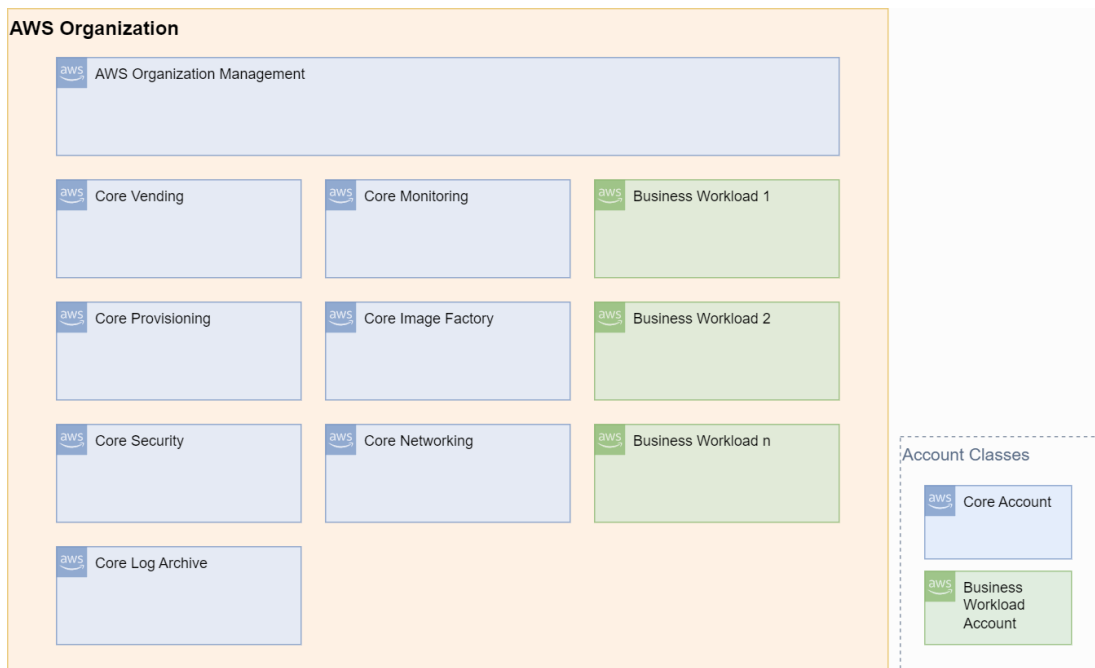 AWS Organization
aws AWS Organization Management
aws Core Vending
aws Core Monitoring
aws Business Workload 1
aws Core Provisioning
aws Core Image Factory
aws Business Workload 2
aws Core Security
aws Core Networking
aws Business Workload n
aws Core Log Archive
Account Classes
aws Core Account
aws Business
Workload
Account